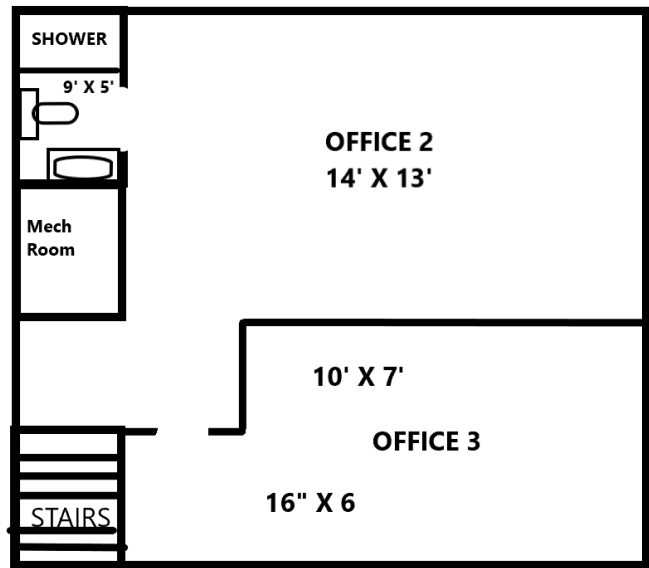 SHOWER
9' X 5'
OFFICE 2
14' X 13'
Mech
Room
10' X 7'
OFFICE 3
16" X 6
STAIRS